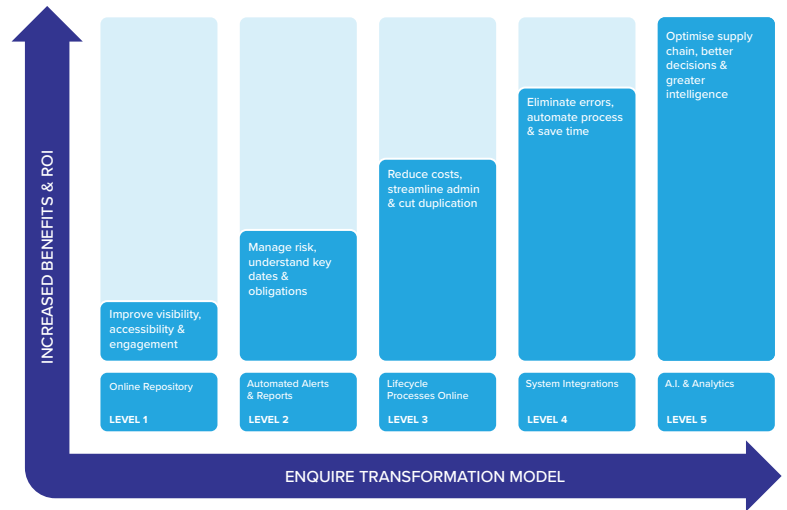 INCREASED BENEFITS & ROI
Improve visibility,
accessibility &
engagement
Online Repository
LEVEL 1
Manage risk,
understand key
dates &
obligations
Automated Alerts
& Reports
LEVEL 2
Reduce costs,
streamline admin
& cut duplication
Lifecycle
Processes Online
LEVEL 3
Eliminate errors,
automate process
& save time
System Integrations
LEVEL 4
Optimise supply
chain, better
decisions &
greater
intelligence
A.I. & Analytics
LEVEL 5
ENQUIRE TRANSFORMATION MODEL